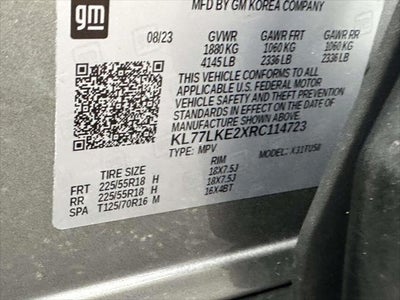 gm
MFD BY GM KOREA COMPANY
08/23 GVWR GAWR FRT GAWR RR
1880 KG 1060 KG 1060 KG
4145 LB 2336 LB 2336 LB
THIS VEHICLE CONFORMS TO ALL
APPLICABLE U.S. FEDERAL MOTOR
VEHICLE SAFETY AND THEFT PREVENTION
STANDARDS IN EFFECT ON THE DATE OF
MANUFACTURE SHOWN ABOVE.
KL77LKE2XRC114723
TYPE: MPV MODEL: X31TUSII
TIRE SIZE RIM
FRT 225/55R18 H 18X7.5J
RR 225/55R18 H 18X7.5J
SPA T125/70R16 M 16X4BT